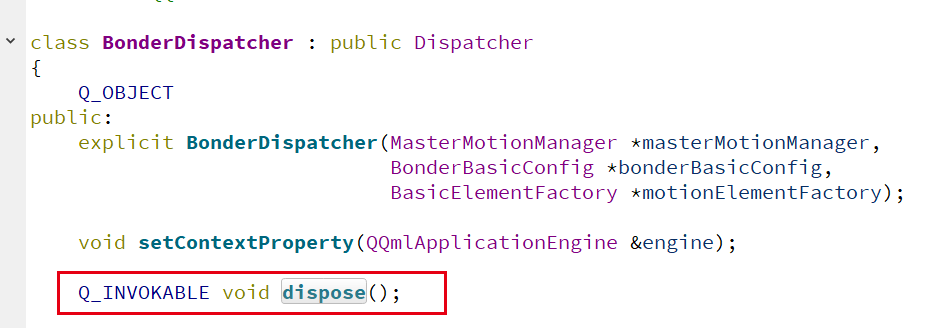 class BonderDispatcher : public Dispatcher
{
    Q_OBJECT
public:
    explicit BonderDispatcher(MasterMotionManager *masterMotionManager,
                              BonderBasicConfig *bonderBasicConfig,
                              BasicElementFactory *motionElementFactory);
    void setContextProperty(QQmlApplicationEngine &engine);
    Q_INVOKABLE void dispose();